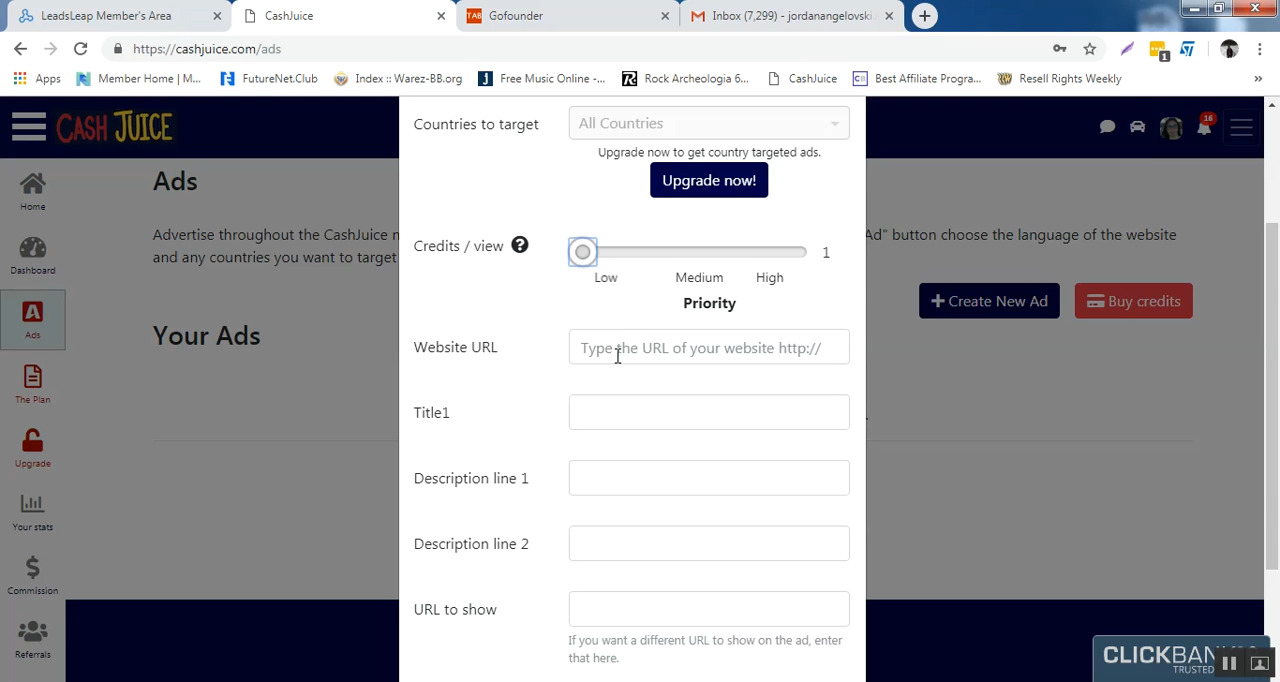 LeadsLeap Member's Area
CashJuice
TAB Gofounder
Inbox (7,299) - jordanangelovski
https://cashjuice.com/ads
1
Apps
Member Home | M...
FutureNet.Club
Index :: Warez-BB.org
Free Music Online -...
Rock Archeologia 6...
CashJuice
Best Affiliate Progra...
Resell Rights Weekly
»
CASH JUICE
16
Home
Dashboard
Ads
The Plan
Upgrade
Your stats
Commission
Referrals
Ads
Advertise throughout the CashJuice n
Ad" button choose the language of the website
and any countries you want to target
Create New Ad
Buy credits
Your Ads
Countries to target
All Countries
Upgrade now to get country targeted ads.
Upgrade now!
Credits / view
1
Low
Medium
High
Priority
Website URL
Type the URL of your website http://
Title1
Description line 1
Description line 2
URL to show
If you want a different URL to show on the ad, enter
that here.
TRUSTED